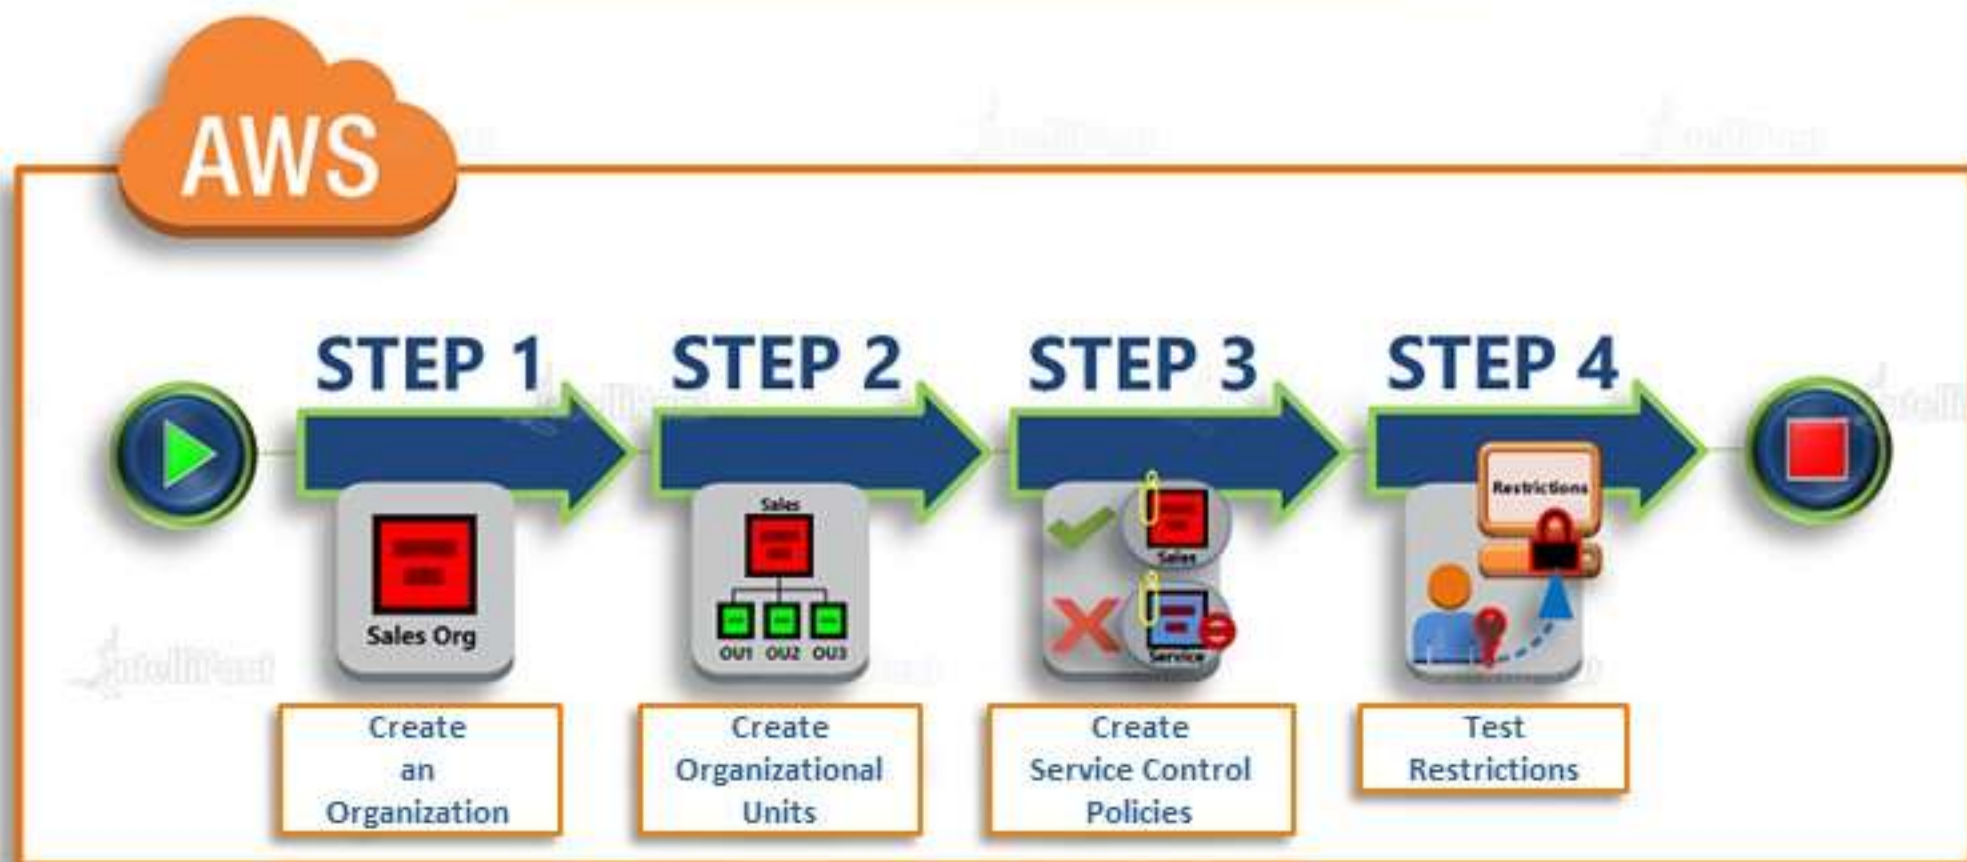 AWS
STEP 1
STEP 2
STEP 3
STEP 4
Sales Org
Sales
OU1 OU2 OU3
Sales
Service
Restrictions
Create
an
Organization
Create
Organizational
Units
Create
Service Control
Policies
Test
Restrictions